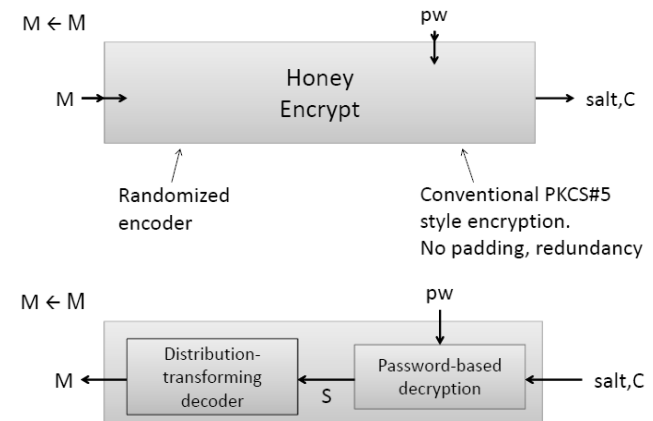 M ← M
pw
Honey
Encrypt
M
salt,C
Randomized
encoder
Conventional PKCS#5
style encryption.
No padding, redundancy
M ← M
pw
Distribution-
transforming
decoder
Password-based
decryption
M
S
salt,C